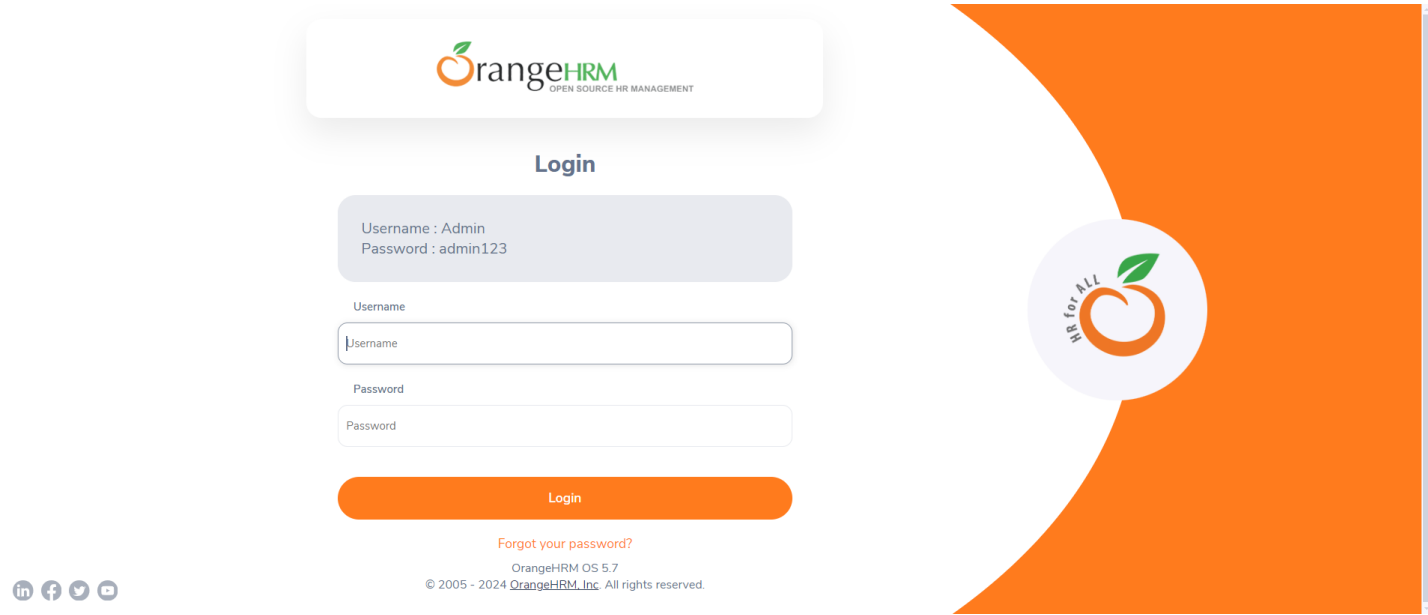 OrangeHRM
OPEN SOURCE HR MANAGEMENT
Login
Username : Admin
Password : admin123
Username
Username
Password
Password
Login
Forgot your password?
OrangeHRM OS 5.7
© 2005 - 2024 OrangeHRM, Inc. All rights reserved.
HR for ALL